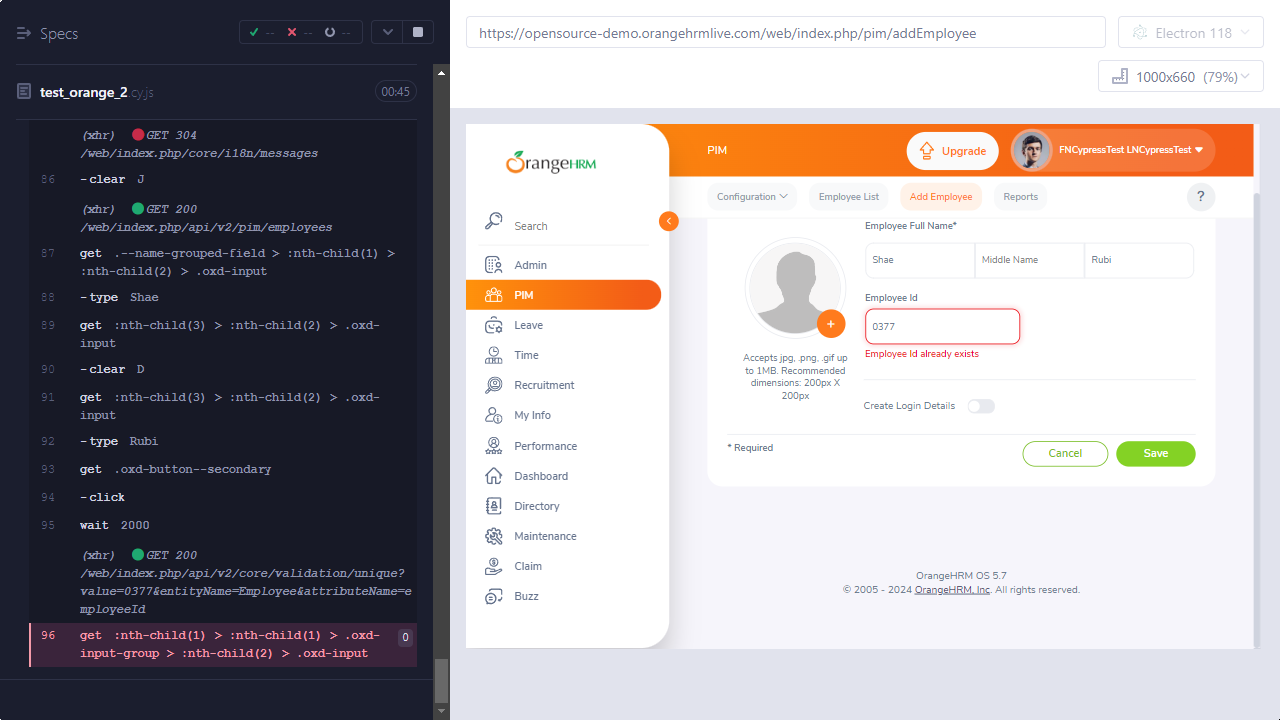 Specs
--
--
--
test_orange_2.cy.js
00:45
(xhr) GET 304
/web/index.php/core/i18n/messages
86 -clear J
(xhr) GET 200
/web/index.php/api/v2/pim/employees
87 get .--name-grouped-field > :nth-child(1) >
:nth-child(2) > .oxd-input
88 -type Shae
89 get :nth-child(3) > :nth-child(2) > .oxd-
input
90 -clear D
91 get :nth-child(3) > :nth-child(2) > .oxd-
input
92 -type Rubi
93 get .oxd-button--secondary
94 -click
95 wait 2000
(xhr) GET 200
/web/index.php/api/v2/core/validation/unique?
value=0377&entityName=Employee&attributeName=e
mployeeId
96 get :nth-child(1) > :nth-child(1) > .oxd-
input-group > :nth-child(2) > .oxd-input
0
https://opensource-demo.orangehrmlive.com/web/index.php/pim/addEmployee
Electron 118
1000x660 (79%)
OrangeHRM
Search
Admin
PIM
Leave
Time
Recruitment
My Info
Performance
Dashboard
Directory
Maintenance
Claim
Buzz
PIM
Upgrade
FNCypressTest LNCypressTest
Configuration
Employee List
Add Employee
Reports
?
Employee Full Name*
Shae
Middle Name
Rubi
Employee Id
0377
Employee Id already exists
+
Accepts jpg, .png, .gif up
to 1MB. Recommended
dimensions: 200px X
200px
Create Login Details
* Required
Cancel
Save
OrangeHRM OS 5.7
© 2005 - 2024 OrangeHRM, Inc. All rights reserved.